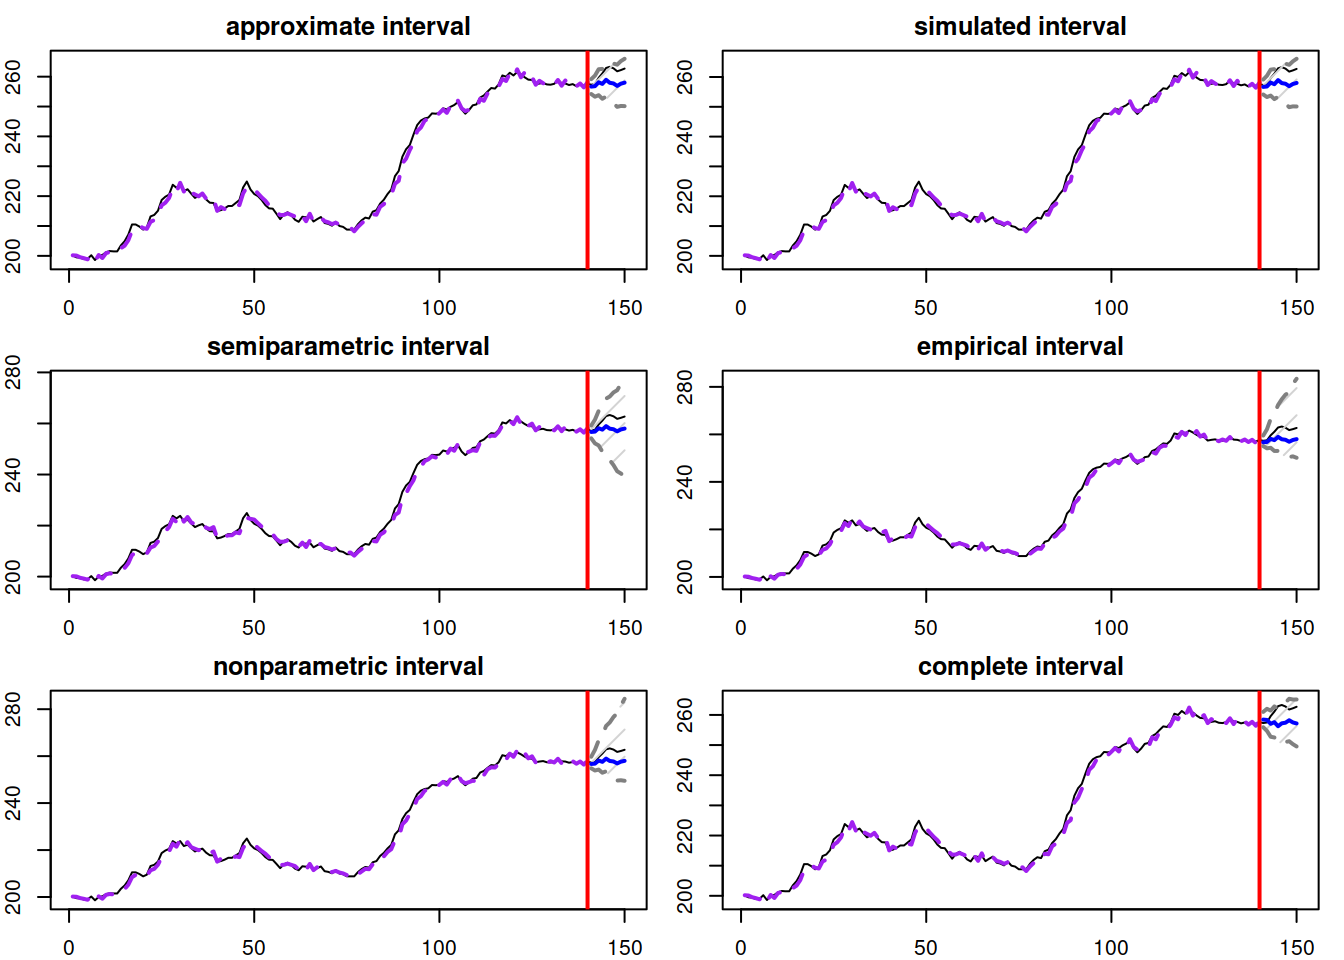 approximate interval
200 220 240 260
0 50 100 150
simulated interval
200 220 240 260
0 50 100 150
semiparametric interval
200 240 280
0 50 100 150
empirical interval
200 240 280
0 50 100 150
nonparametric interval
200 240 280
0 50 100 150
complete interval
200 220 240 260
0 50 100 150